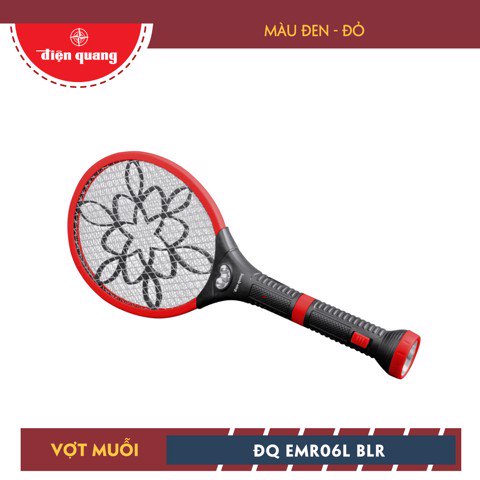 điện quang
MÀU ĐEN - ĐỎ
VỢT MUỖI
ĐQ EMR06L BLR